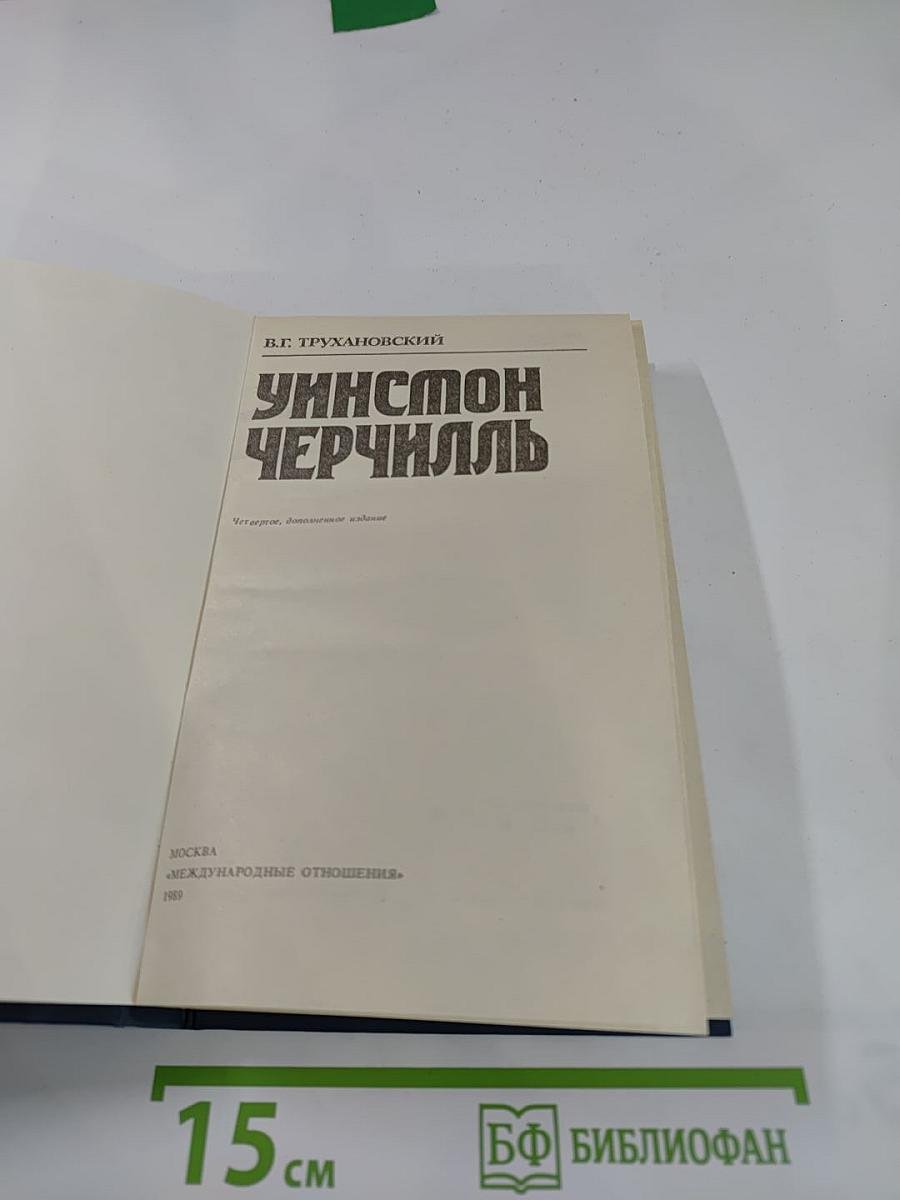 В.Г. ТРУХАНОВСКИЙ
УИНСТОН
ЧЕРЧИЛЛЬ
Четвертое, дополненное издание
МОСКВА
«МЕЖДУНАРОДНЫЕ ОТНОШЕНИЯ»
1989
15 см
БФ БИБЛИОФАН